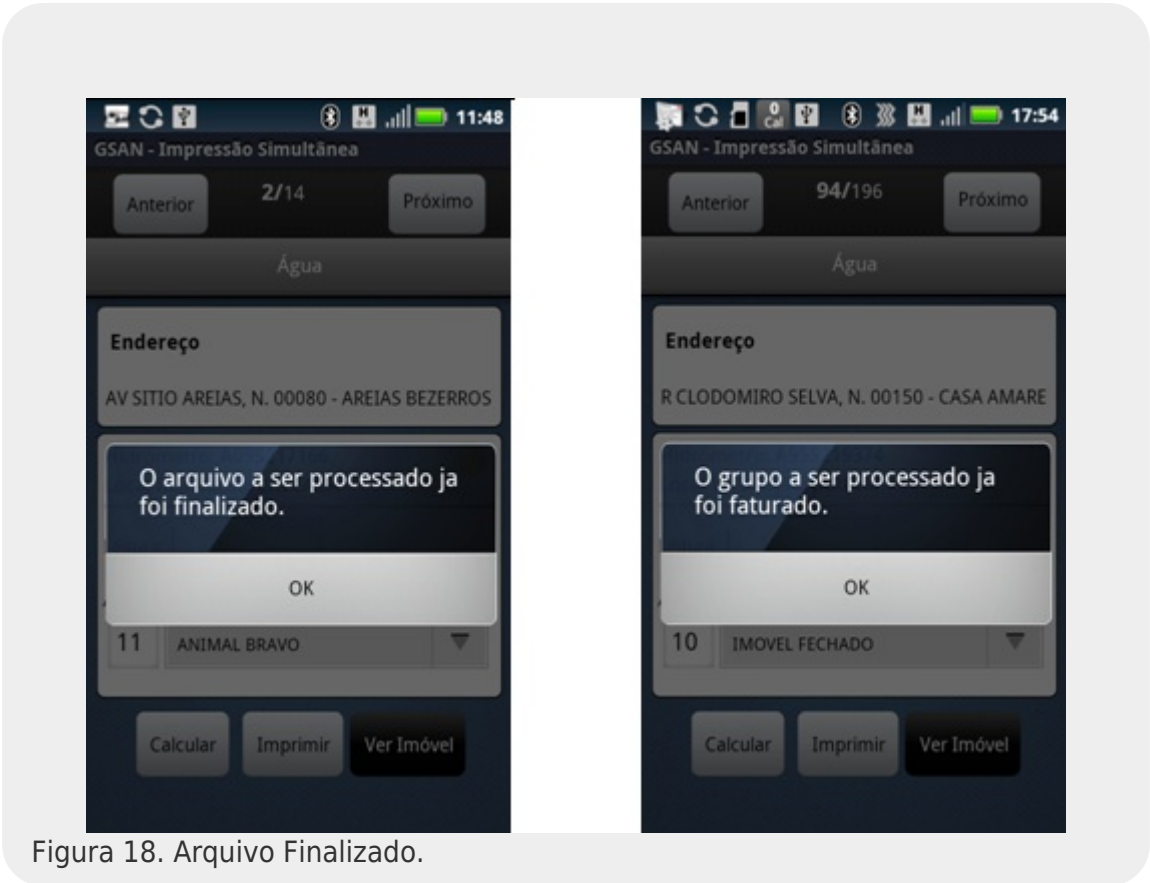 11:48
GSAN - Impressão Simultânea
Anterior
2/14
Próximo
Água
Endereço
AV SITIO AREIAS, N. 00080 - AREIAS BEZERROS
O arquivo a ser processado ja
foi finalizado.
OK
11 ANIMAL BRAVO
Calcular
Imprimir
Ver Imóvel
0
Cal
17:54
GSAN - Impressão Simultânea
Anterior
94/196
Próximo
Água
Endereço
R CLODOMIRO SELVA, N. 00150 - CASA AMARE
O grupo a ser processado ja
foi faturado.
OK
10 IMOVEL FECHADO
Calcular
Imprimir
Ver Imóvel
Figura 18. Arquivo Finalizado.